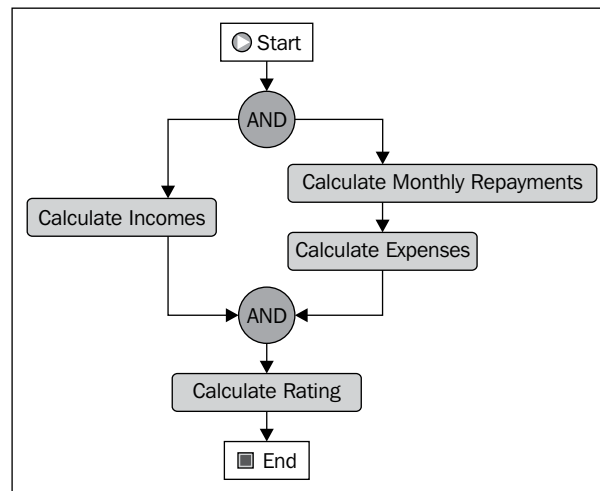 Start
AND
Calculate Monthly Repayments
Calculate Incomes
Calculate Expenses
AND
Calculate Rating
End